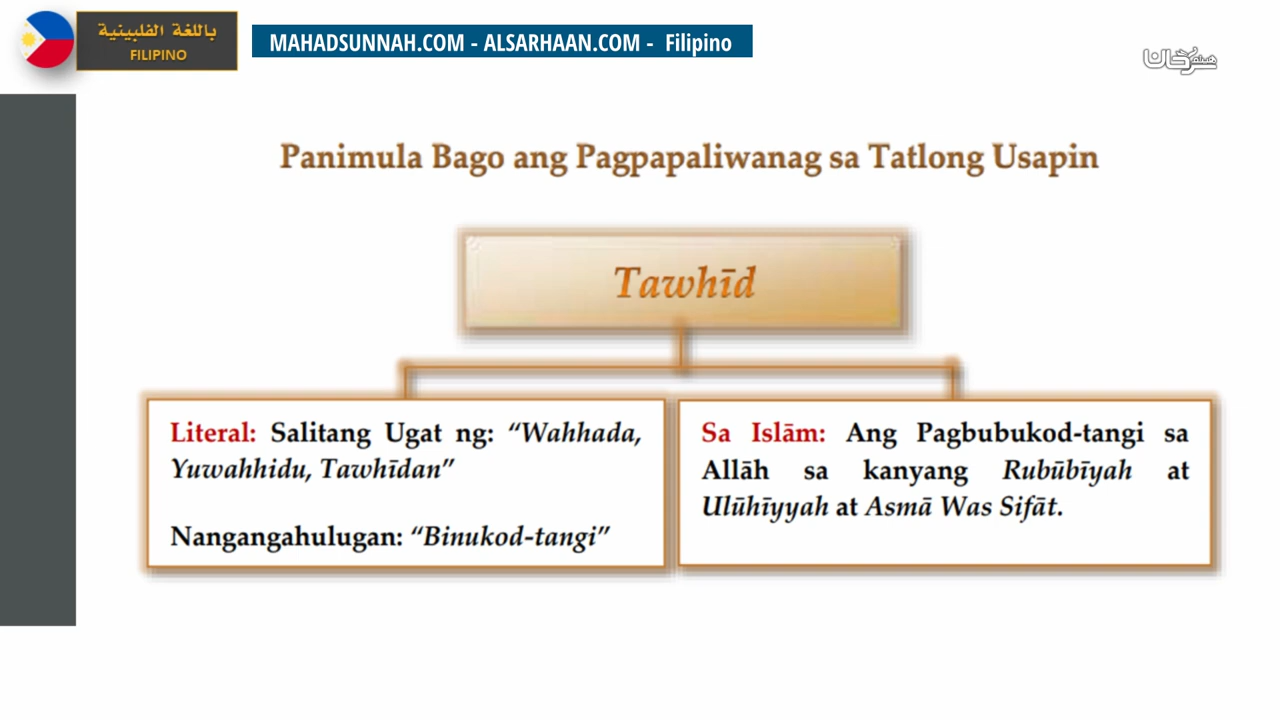 باللغة الفلبينية
FILIPINO
MAHADSUNNAH.COM - ALSARHAAN.COM - Filipino
Panimula Bago ang Pagpapaliwanag sa Tatlong Usapin
Tawhīd
Literal: Salitang Ugat ng: “Wahhada,
Yuwahhidu, Tawhīdan”
Nangangahulugan: “Binukod-tangi”
Sa Islām: Ang Pagbubukod-tangi sa
Allāh sa kanyang Rubūbīyah at
Ulūhīyyah at Asmā Was Sifāt.